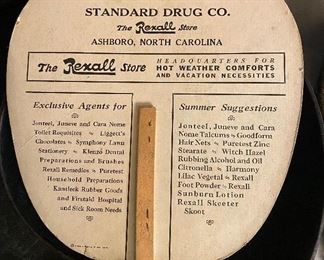 STANDARD DRUG CO.
The Rexall Store
ASHBORO, NORTH CAROLINA
The Rexall Store
HEADQUARTERS FOR
HOT WEATHER COMFORTS
AND VACATION NECESSITIES
Exclusive Agents for
Jonteel, Juneve and Cara Nome
Toilet Requisites Liggett's
Chocolates Symphony Lawn
Stationery Klenzo Dental
Preparations and Brushes
Rexall Remedies Puretest
Household Preparations
Kantleek Rubber Goods
and Firstaid Hospital
and Sick Room Needs
Summer Suggestions
Jonteel, Juneve and Cara
Nome Talcums Goodform
Hair Nets Puretest Zinc
Stearate Witch Hazel
Rubbing Alcohol and Oil
Citronella Harmony
Lilac Vegetal Rexall
Foot Powder Rexall
Sunburn Lotion
Rexall Skeeter
Skoot